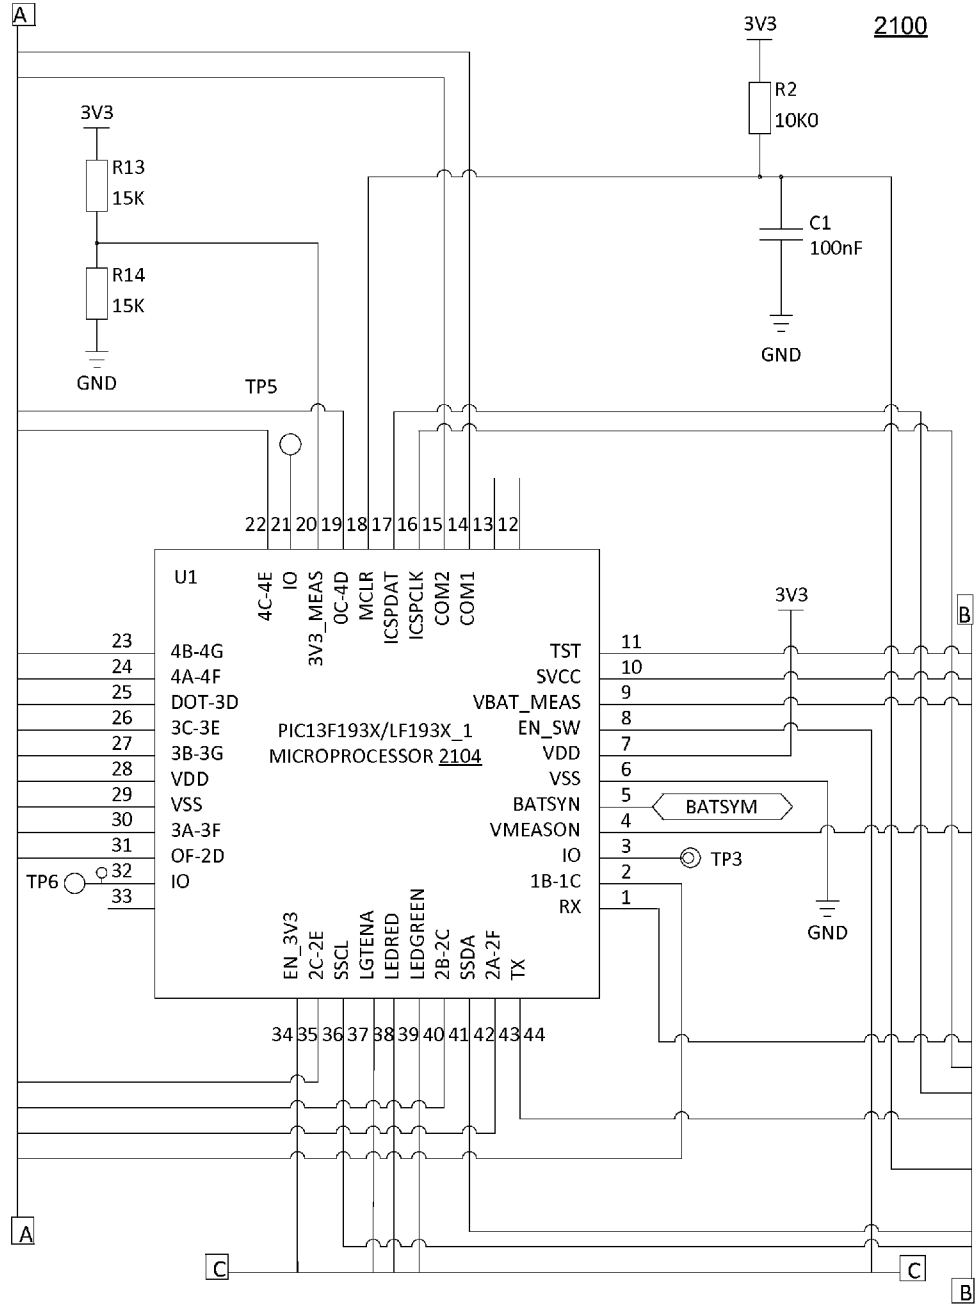 A
3V3
2100
R2
10K0
3V3
R13
15K
C1
100nF
R14
15K
GND
GND
TP5
22 21 20 19 18 17 16 15 14 13 12
U1
4C-4E
IO
3V3_MEAS
0C-4D
MCLR
ICSPDAT
ICSPCLK
COM2
COM1
3V3
B
23 4B-4G
24 4A-4F
25 DOT-3D
26 3C-3E
27 3B-3G
28 VDD
29 VSS
30 3A-3F
31 OF-2D
TP6 32 IO
33
PIC13F193X/LF193X_1
MICROPROCESSOR 2104
TST 11
SVCC 10
VBAT_MEAS 9
EN_SW 8
VDD 7
VSS 6
BATSYN 5 BATSYM
VMEASON 4
IO 3 TP3
1B-1C 2
RX 1
GND
EN_3V3
2C-2E
SSCL
LGTENA
LEDRED
LEDGREEN
2B-2C
SSDA
2A-2F
TX
34 35 36 37 38 39 40 41 42 43 44
A
C
C
B